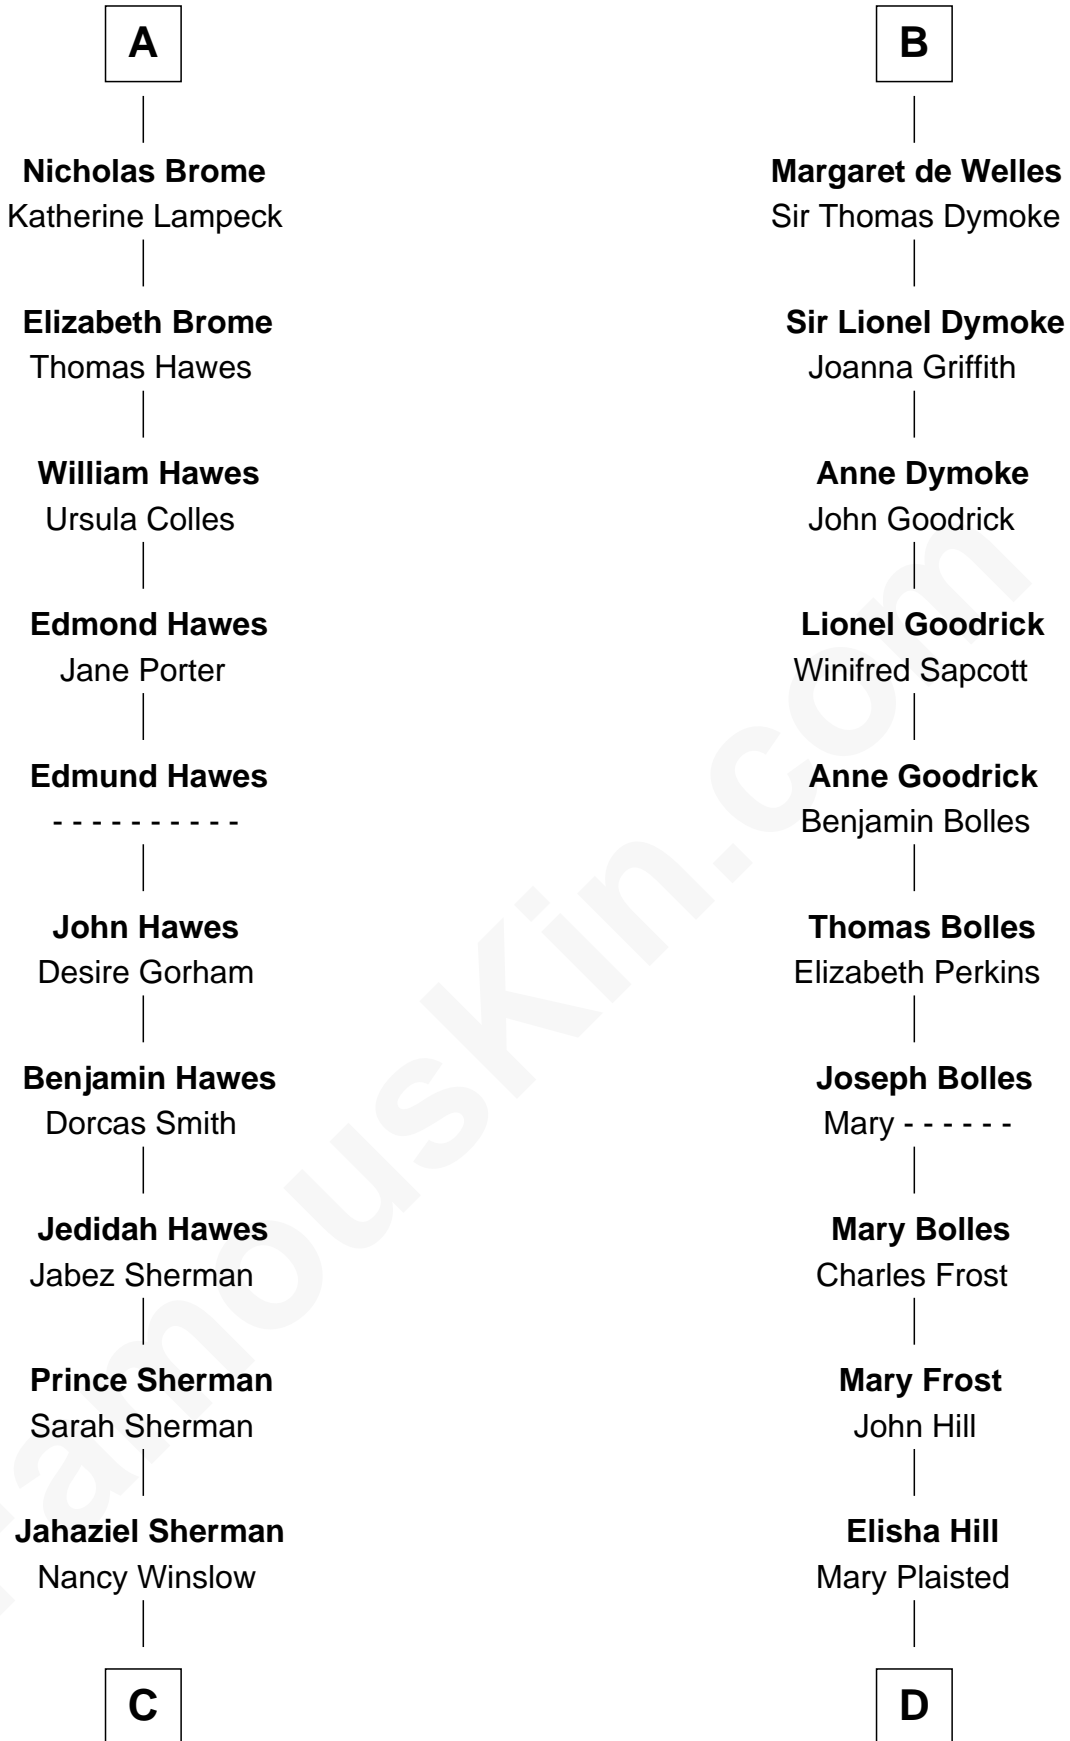 A
Nicholas Brome
Katherine Lampeck
Elizabeth Brome
Thomas Hawes
William Hawes
Ursula Colles
Edmond Hawes
Jane Porter
Edmund Hawes
- - - - - - - - - -
John Hawes
Desire Gorham
Benjamin Hawes
Dorcas Smith
Jedidah Hawes
Jabez Sherman
Prince Sherman
Sarah Sherman
Jahaziel Sherman
Nancy Winslow
C
B
Margaret de Welles
Sir Thomas Dymoke
Sir Lionel Dymoke
Joanna Griffith
Anne Dymoke
John Goodrick
Lionel Goodrick
Winifred Sapcott
Anne Goodrick
Benjamin Bolles
Thomas Bolles
Elizabeth Perkins
Joseph Bolles
Mary - - - - - -
Mary Bolles
Charles Frost
Mary Frost
John Hill
Elisha Hill
Mary Plaisted
D
FamousKin.com